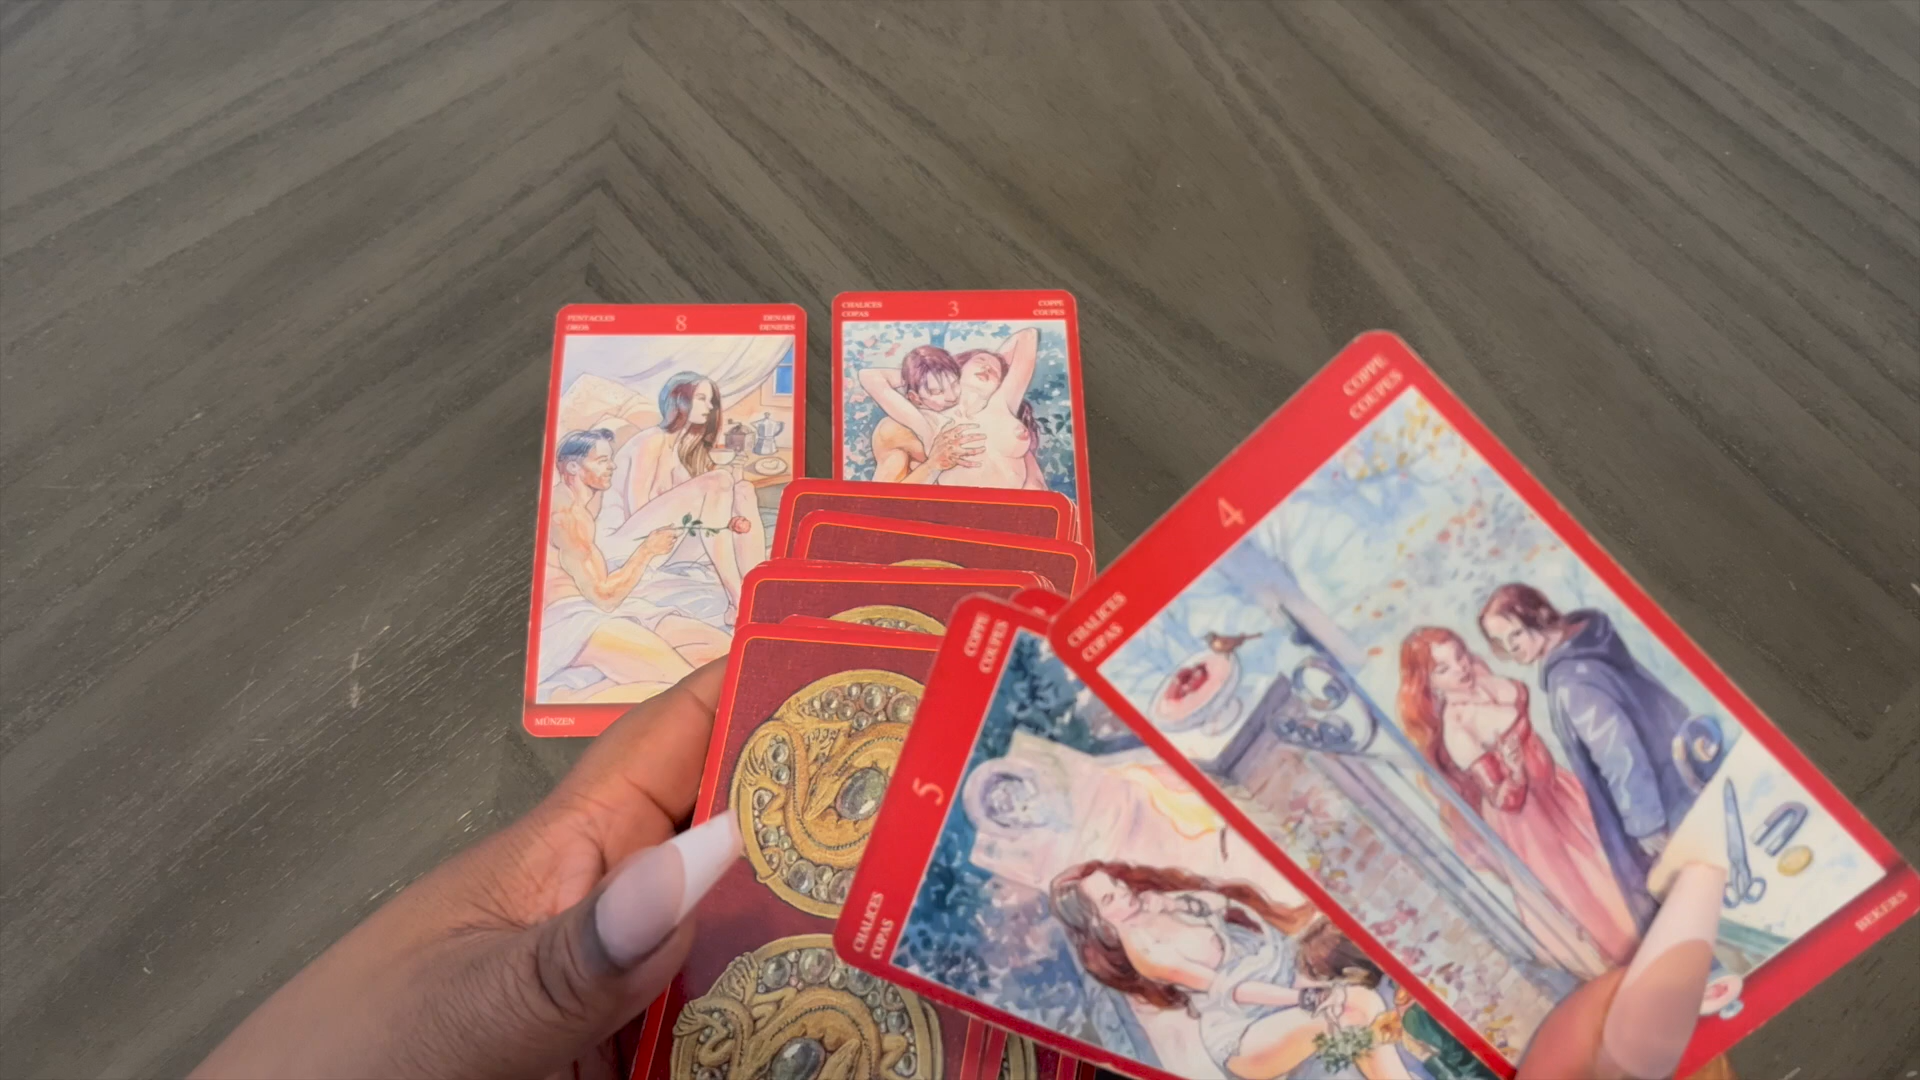 PENTACLES
OROS
8
DENARI
DENIERS
MÜNZEN
CHALICES
COPAS
3
COPPE
COUPES
COPPE
COUPES
4
CHALICES
COPAS
BEKERS
COPPE
COUPES
5
CHALICES
COPAS